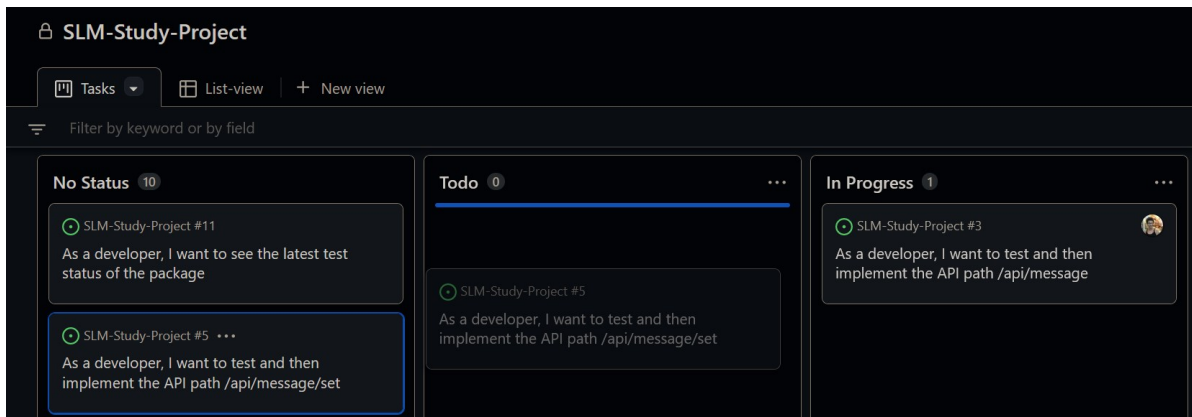 SLM-Study-Project
Tasks
List-view
New view
Filter by keyword or by field
No Status 10
SLM-Study-Project #11
As a developer, I want to see the latest test
status of the package
SLM-Study-Project #5
As a developer, I want to test and then
implement the API path /api/message/set
Todo 0
SLM-Study-Project #5
As a developer, I want to test and then
implement the API path /api/message/set
In Progress 1
SLM-Study-Project #3
As a developer, I want to test and then
implement the API path /api/message